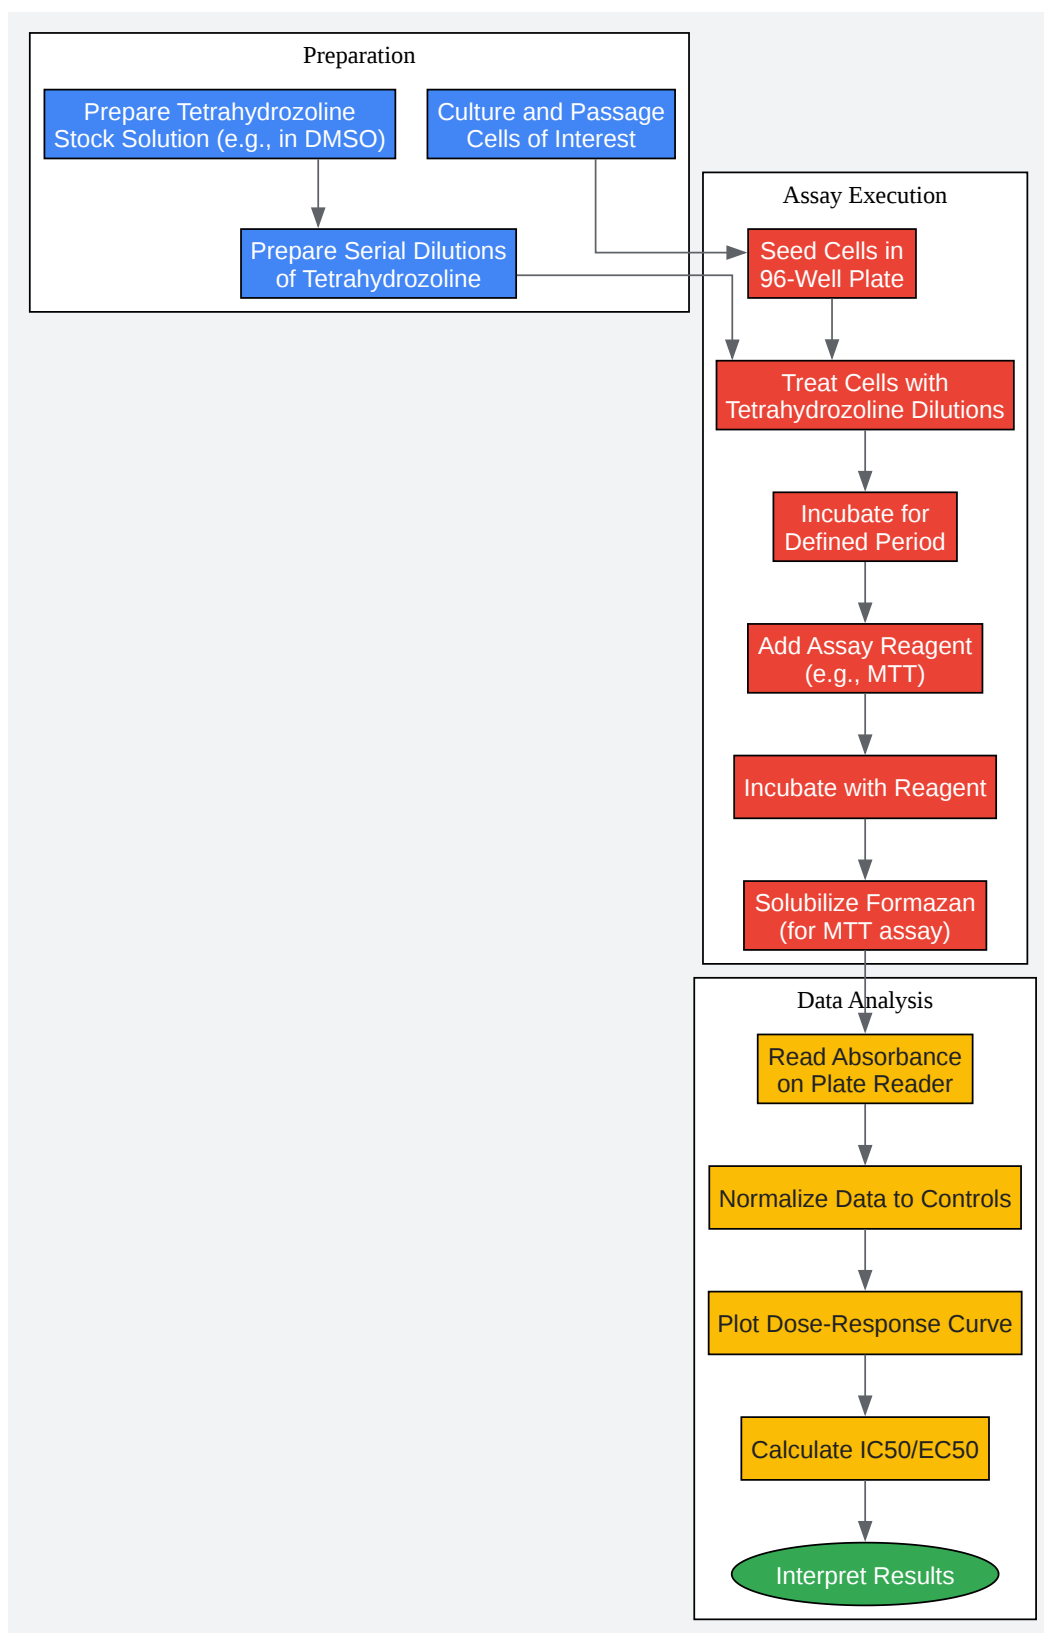 Preparation
Prepare Tetrahydrozoline
Stock Solution (e.g., in DMSO)
Culture and Passage
Cells of Interest
Prepare Serial Dilutions
of Tetrahydrozoline
Assay Execution
Seed Cells in
96-Well Plate
Treat Cells with
Tetrahydrozoline Dilutions
Incubate for
Defined Period
Add Assay Reagent
(e.g., MTT)
Incubate with Reagent
Solubilize Formazan
(for MTT assay)
Data Analysis
Read Absorbance
on Plate Reader
Normalize Data to Controls
Plot Dose-Response Curve
Calculate IC50/EC50
Interpret Results